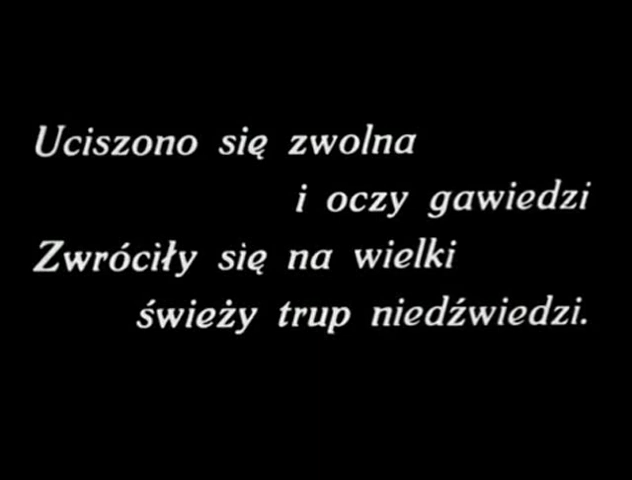 Uciszono się zwolna
i oczy gawiedzi
Zwróciły się na wielki
świeży trup niedźwiedzi.